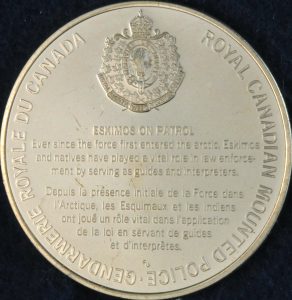 GENDARMERIE ROYALE DU CANADA
ROYAL CANADIAN MOUNTED POLICE
ESKIMOS ON PATROL
Ever since the force first entered the arctic, Eskimos
and natives have played a vital role in law enforce-
ment by serving as guides and interpreters.
Depuis la présence initiale de la Force dans
l'Arctique, les Esquimaux et les Indiens
ont joué un rôle vital dans l'application
de la loi en servant de guides
et d'interprètes.